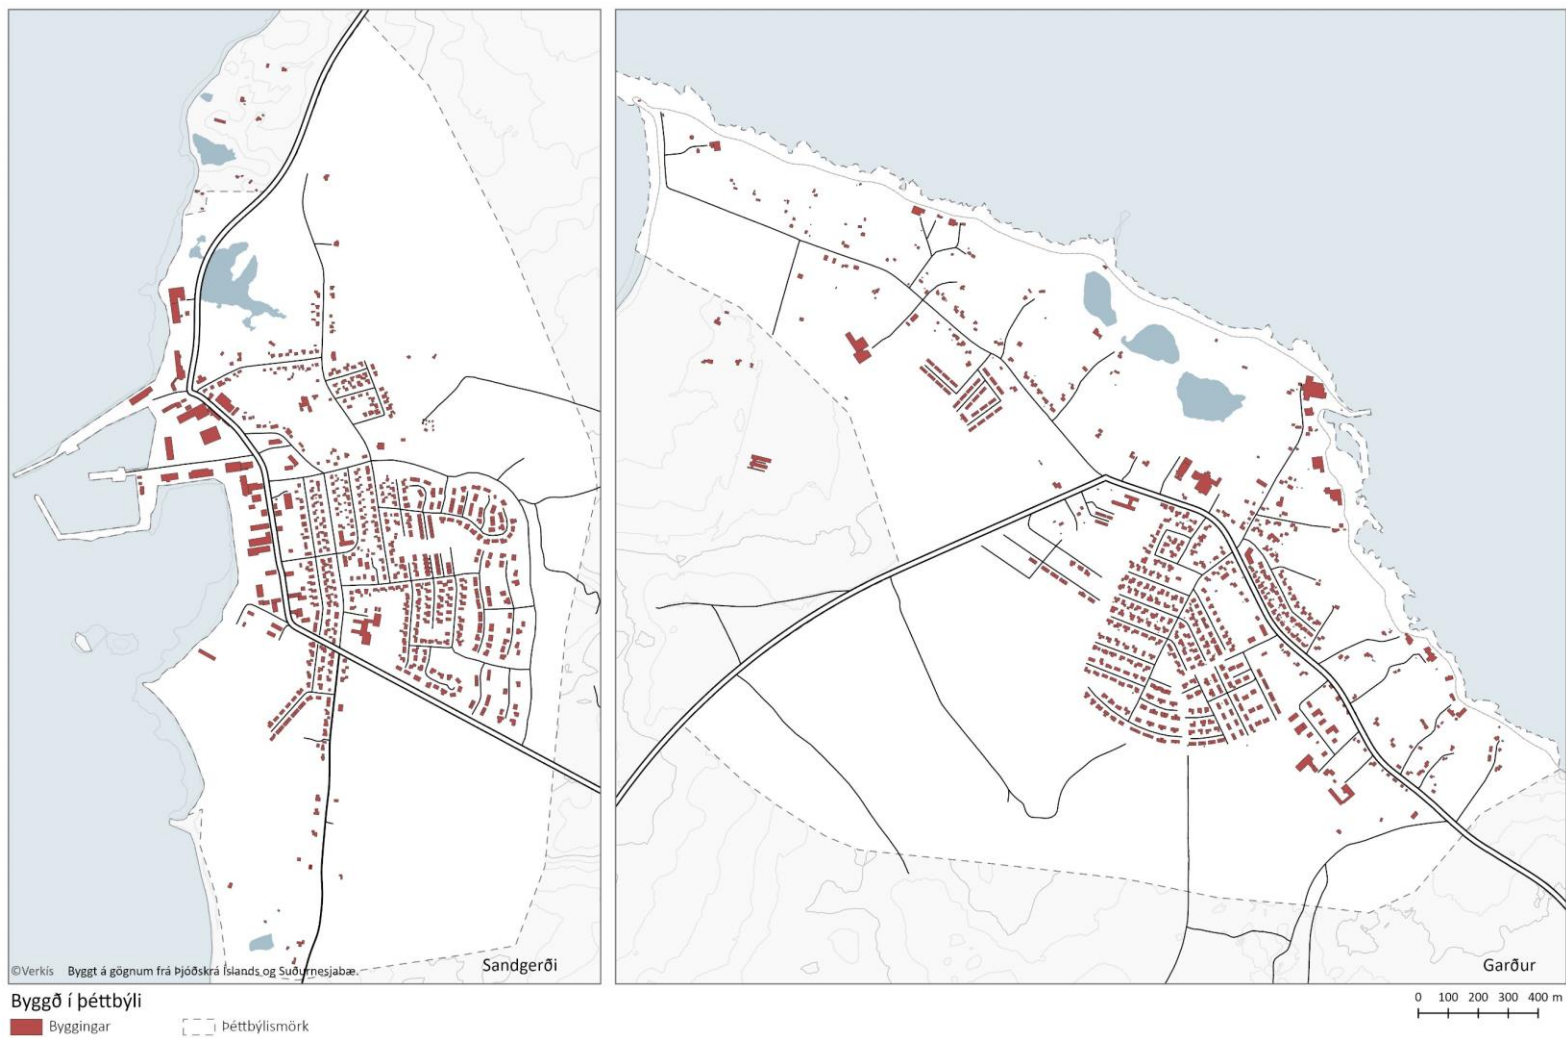 ©Verkís Byggt á gögnum frá Þjóðskrá Íslands og Suðurnesjabæ.
Sandgerði
Garður
Byggð í þéttbýli
Byggingar
Þéttbýlismörk
0 100 200 300 400 m